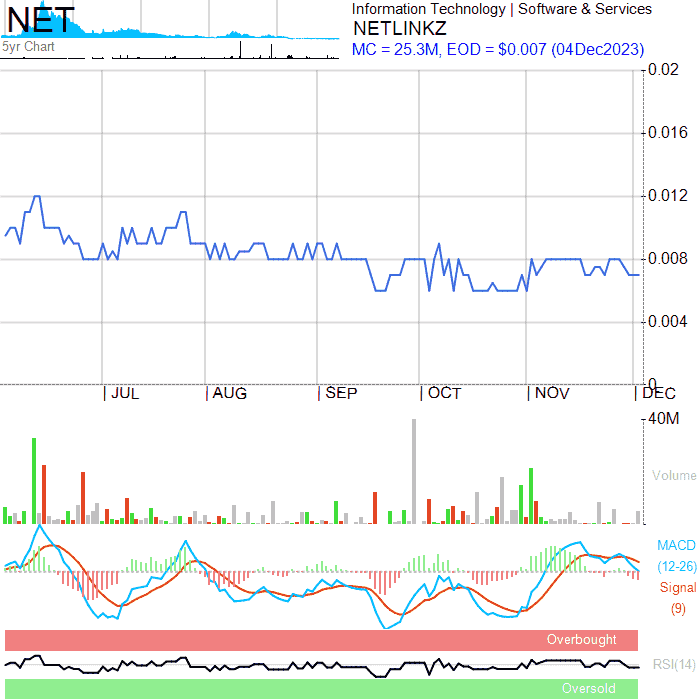 NET
5yr Chart
Information Technology | Software & Services
NETLINKZ
MC = 25.3M, EOD = $0.007 (04Dec2023)
0.02
0.016
0.012
0.008
0.004
0
JUL AUG SEP OCT NOV DEC
40M
Volume
MACD
(12-26)
Signal
(9)
Overbought
RSI(14)
Oversold